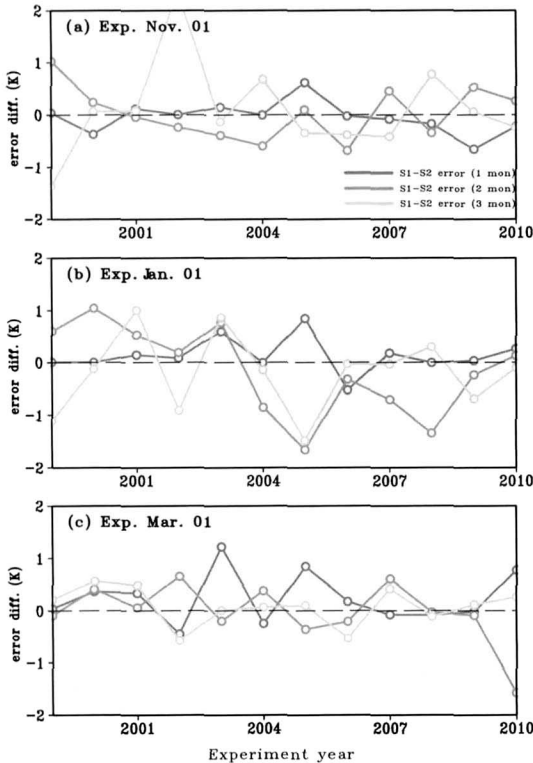 (a) Exp. Nov. 01
error diff. (K)
2
1
0
-1
-2
S1-S2 error (1 mon)
S1-S2 error (2 mon)
S1-S2 error (3 mon)
2001 2004 2007 2010
(b) Exp. Jan. 01
error diff. (K)
2
1
0
-1
-2
2001 2004 2007 2010
(c) Exp. Mar. 01
error diff. (K)
2
1
0
-1
-2
2001 2004 2007 2010
Experiment year